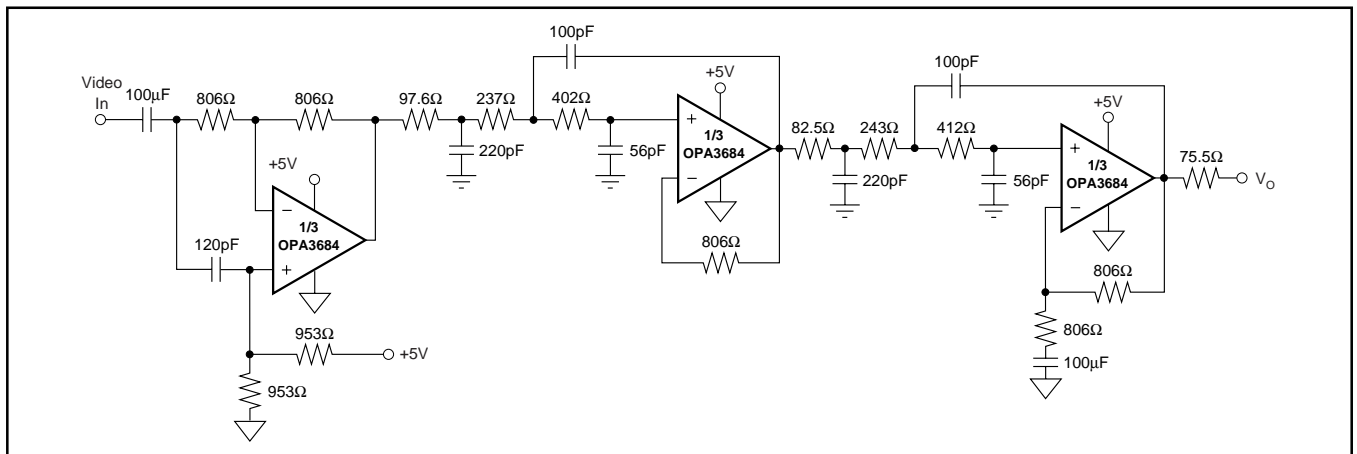 Video
In
100μF
806Ω
806Ω
+5V
1/3
OPA3684
−
+
120pF
953Ω
+5V
953Ω
97.6Ω
220pF
237Ω
100pF
402Ω
56pF
+5V
+
1/3
OPA3684
−
806Ω
82.5Ω
220pF
243Ω
100pF
412Ω
56pF
+5V
+
1/3
OPA3684
−
806Ω
806Ω
100μF
75.5Ω
VO